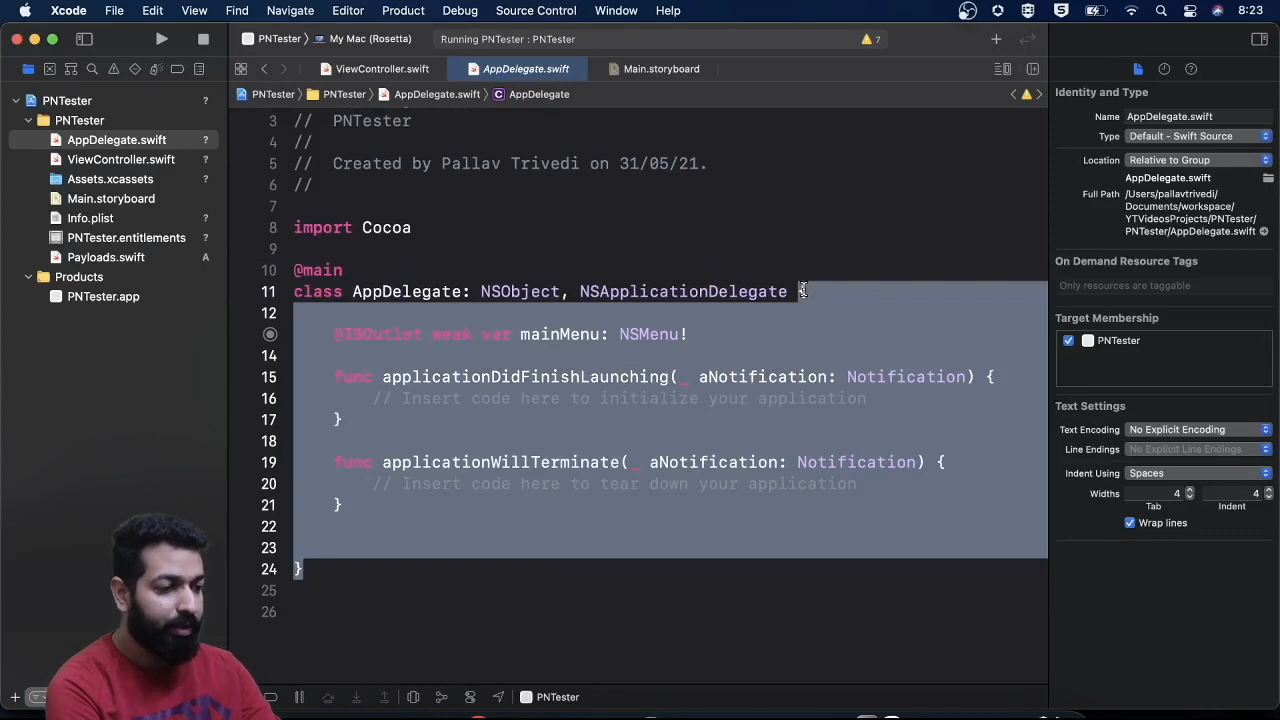 Xcode File Edit View Find Navigate Editor Product Debug Source Control Window Help 8:23
PNTester My Mac (Rosetta) Running PNTester : PNTester 7
ViewController.swift AppDelegate.swift Main.storyboard
PNTester PNTester AppDelegate.swift C AppDelegate
PNTester ?
PNTester
AppDelegate.swift ?
ViewController.swift ?
Assets.xcassets ?
Main.storyboard ?
Info.plist ?
PNTester.entitlements ?
Payloads.swift A
Products
PNTester.app
3 // PNTester
4 //
5 // Created by Pallav Trivedi on 31/05/21.
6 //
7
8 import Cocoa
9
10 @main
11 class AppDelegate: NSObject, NSApplicationDelegate {
12
@IBOutlet weak var mainMenu: NSMenu!
14
15 func applicationDidFinishLaunching(_ aNotification: Notification) {
16 // Insert code here to initialize your application
17 }
18
19 func applicationWillTerminate(_ aNotification: Notification) {
20 // Insert code here to tear down your application
21 }
22
23
24 }
25
26
PNTester
Identity and Type
Name AppDelegate.swift
Type Default - Swift Source
Location Relative to Group
AppDelegate.swift
Full Path /Users/pallavtrivedi/
Documents/workspace/
YTVideosProjects/PNTester/
PNTester/AppDelegate.swift
On Demand Resource Tags
Only resources are taggable
Target Membership
PNTester
Text Settings
Text Encoding No Explicit Encoding
Line Endings No Explicit Line Endings
Indent Using Spaces
Widths 4 4
Tab Indent
Wrap lines